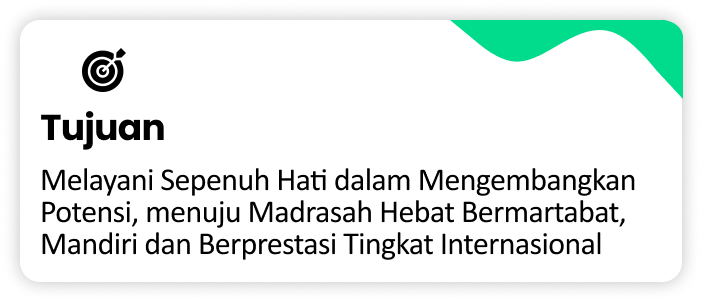 Tujuan
Melayani Sepenuh Hati dalam Mengembangkan
Potensi, menuju Madrasah Hebat Bermartabat,
Mandiri dan Berprestasi Tingkat Internasional